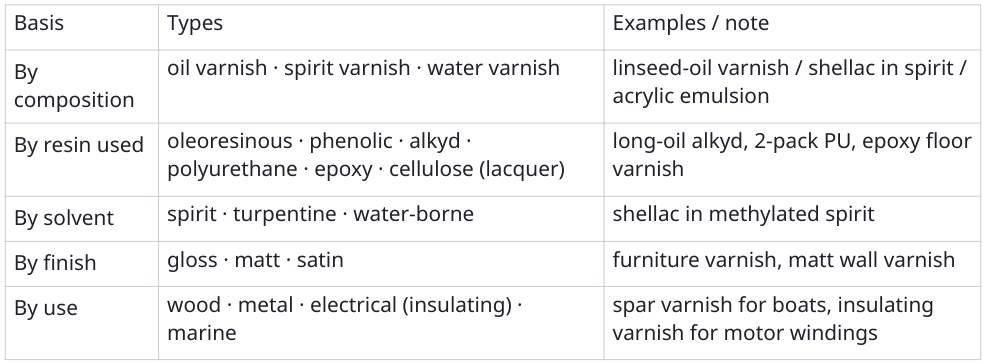 Basis Types Examples / note
By composition oil varnish · spirit varnish · water varnish linseed-oil varnish / shellac in spirit / acrylic emulsion
By resin used oleoresinous · phenolic · alkyd · polyurethane · epoxy · cellulose (lacquer) long-oil alkyd, 2-pack PU, epoxy floor varnish
By solvent spirit · turpentine · water-borne shellac in methylated spirit
By finish gloss · matt · satin furniture varnish, matt wall varnish
By use wood · metal · electrical (insulating) · marine spar varnish for boats, insulating varnish for motor windings